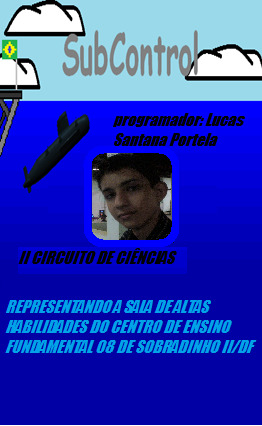 SubControl
programador: Lucas
Santana Portela
II CIRCUITO DE CIÊNCIAS
REPRESENTANDO A SALA DE ALTAS
HABILIDADES DO CENTRO DE ENSINO
FUNDAMENTAL 08 DE SOBRADINHO II/DF